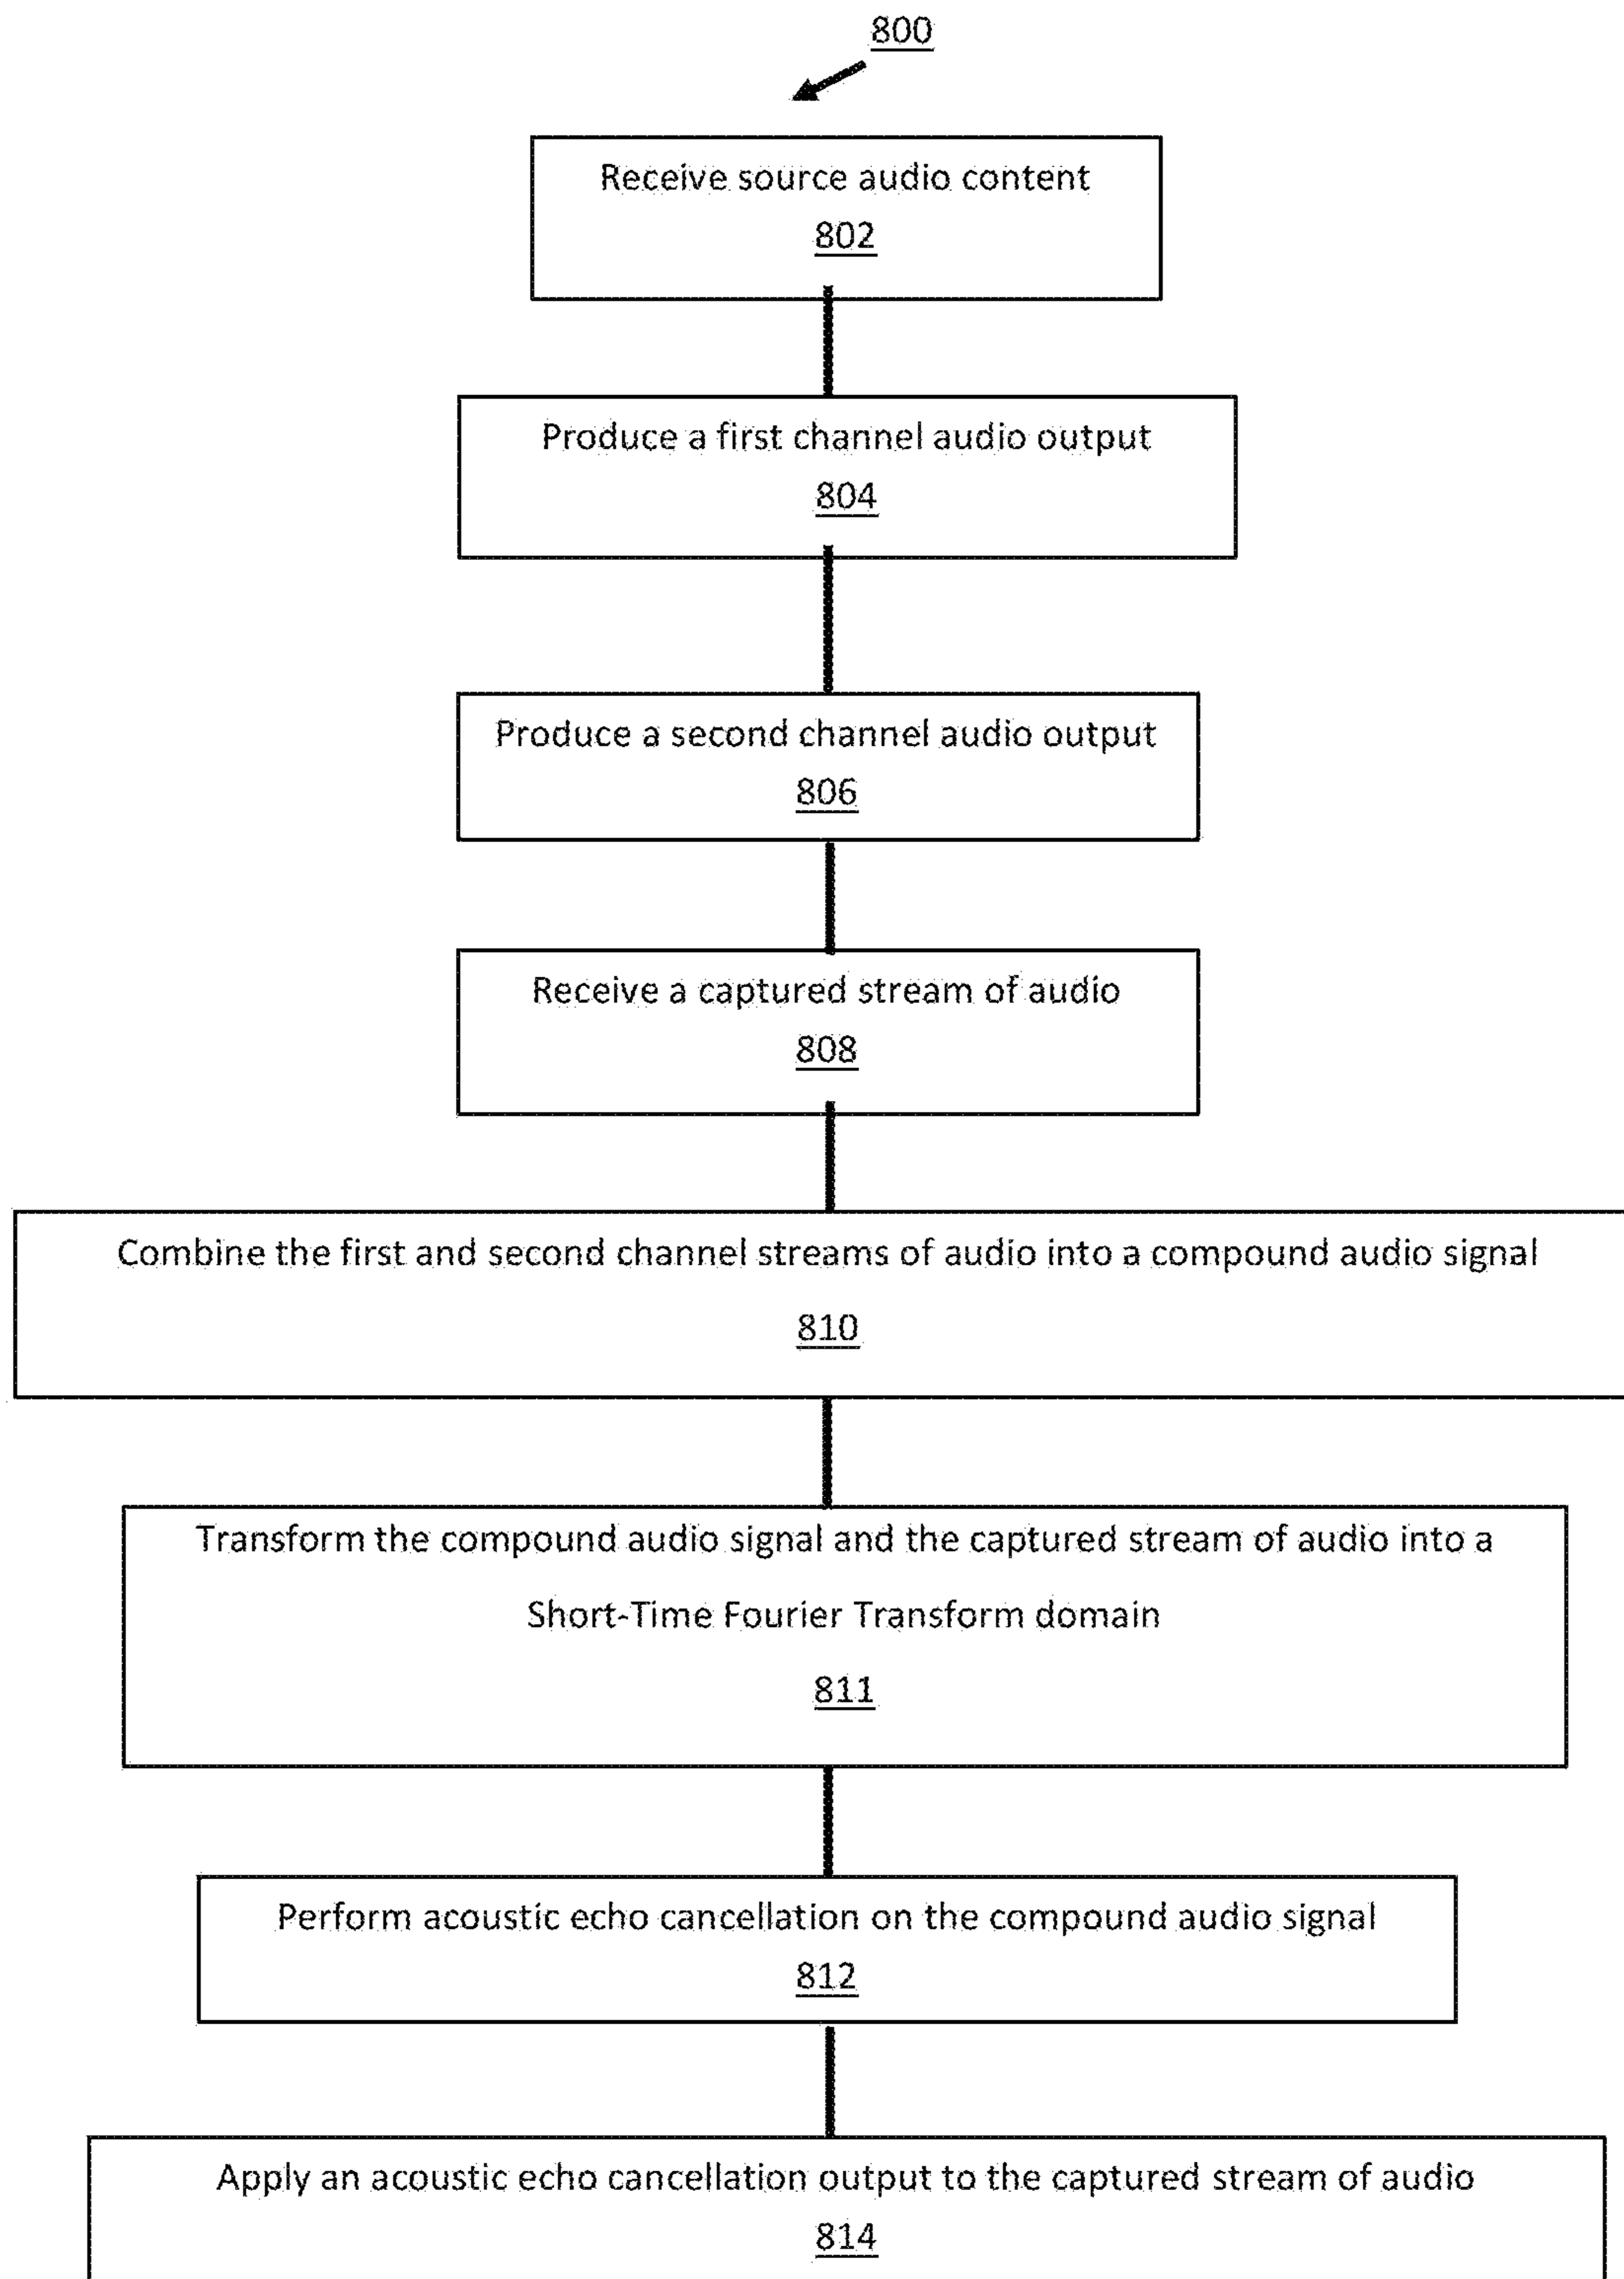 800
Receive source audio content
802
Produce a first channel audio output
804
Produce a second channel audio output
806
Receive a captured stream of audio
808
Combine the first and second channel streams of audio into a compound audio signal
810
Transform the compound audio signal and the captured stream of audio into a
Short-Time Fourier Transform domain
811
Perform acoustic echo cancellation on the compound audio signal
812
Apply an acoustic echo cancellation output to the captured stream of audio
814